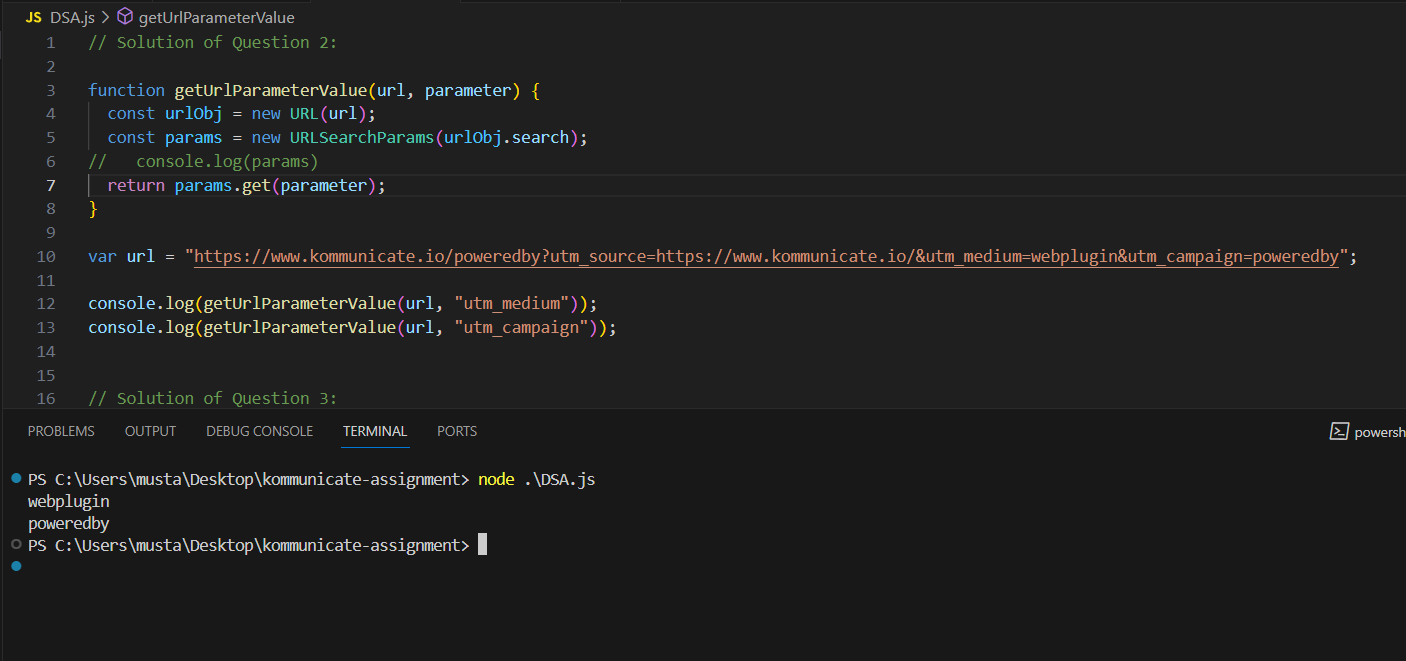 JS DSA.js > getUrlParameterValue
1 // Solution of Question 2:
2
3 function getUrlParameterValue(url, parameter) {
4   const urlObj = new URL(url);
5   const params = new URLSearchParams(urlObj.search);
6 //   console.log(params)
7   return params.get(parameter);
8 }
9
10 var url = "https://www.kommunicate.io/poweredby?utm_source=https://www.kommunicate.io/&utm_medium=webplugin&utm_campaign=poweredby";
11
12 console.log(getUrlParameterValue(url, "utm_medium"));
13 console.log(getUrlParameterValue(url, "utm_campaign"));
14
15
16 // Solution of Question 3:
PROBLEMS OUTPUT DEBUG CONSOLE TERMINAL PORTS powersh
PS C:\Users\musta\Desktop\kommunicate-assignment> node .\DSA.js
webplugin
poweredby
PS C:\Users\musta\Desktop\kommunicate-assignment>